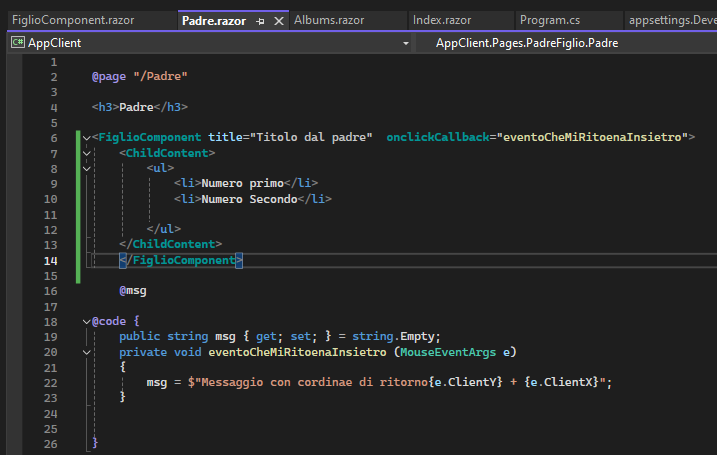 FiglioComponent.razor Padre.razor Albums.razor Index.razor Program.cs appsettings.Deve
C# AppClient AppClient.Pages.PadreFiglio.Padre
1
2 @page "/Padre"
3
4 <h3>Padre</h3>
5
6 <FiglioComponent title="Titolo dal padre"  onclickCallback="eventoCheMiRitoenaInsietro">
7 <ChildContent>
8 <ul>
9 <li>Numero primo</li>
10 <li>Numero Secondo</li>
11
12 </ul>
13 </ChildContent>
14 </FiglioComponent>
15
16 @msg
17
18 @code {
19 public string msg { get; set; } = string.Empty;
20 private void eventoCheMiRitoenaInsietro (MouseEventArgs e)
21 {
22 msg = $"Messaggio con cordinae di ritorno{e.ClientY} + {e.ClientX}";
23 }
24
25
26 }